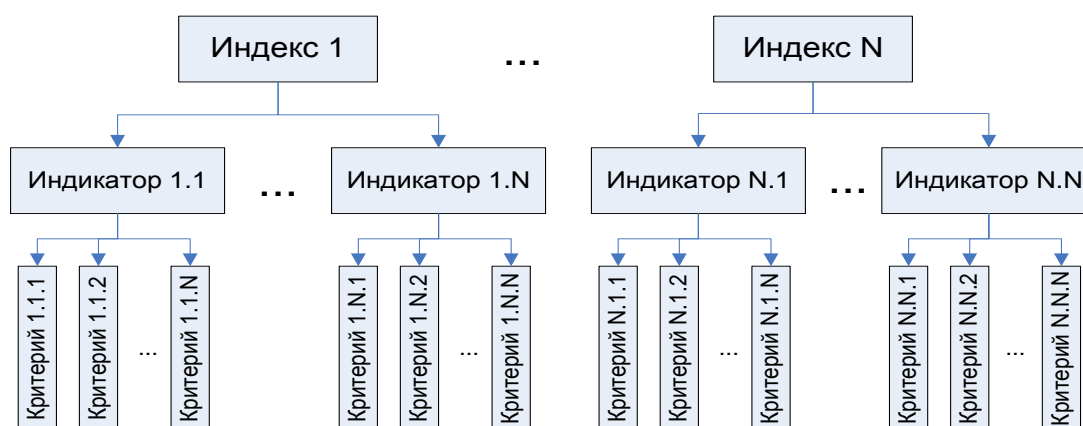 Индекс 1
...
Индекс N
Индикатор 1.1
...
Индикатор 1.N
Индикатор N.1
...
Индикатор N.N
Критерий 1.1.1
Критерий 1.1.2
...
Критерий 1.1.N
Критерий 1.N.1
Критерий 1.N.2
...
Критерий 1.N.N
Критерий N.1.1
Критерий N.1.2
...
Критерий N.1.N
Критерий N.N.1
Критерий N.N.2
...
Критерий N.N.N